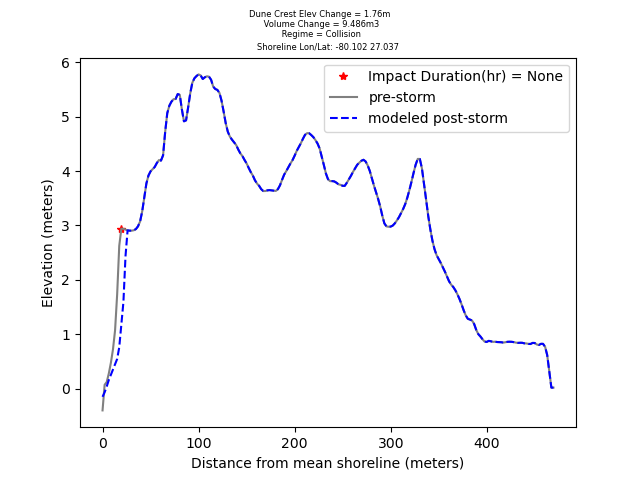 Dune Crest Elev Change = 1.76m
Volume Change = 9.486m3
Regime = Collision
Shoreline Lon/Lat: -80.102 27.037
Impact Duration(hr) = None
pre-storm
modeled post-storm
6
5
4
3
2
1
0
Elevation (meters)
0 100 200 300 400
Distance from mean shoreline (meters)